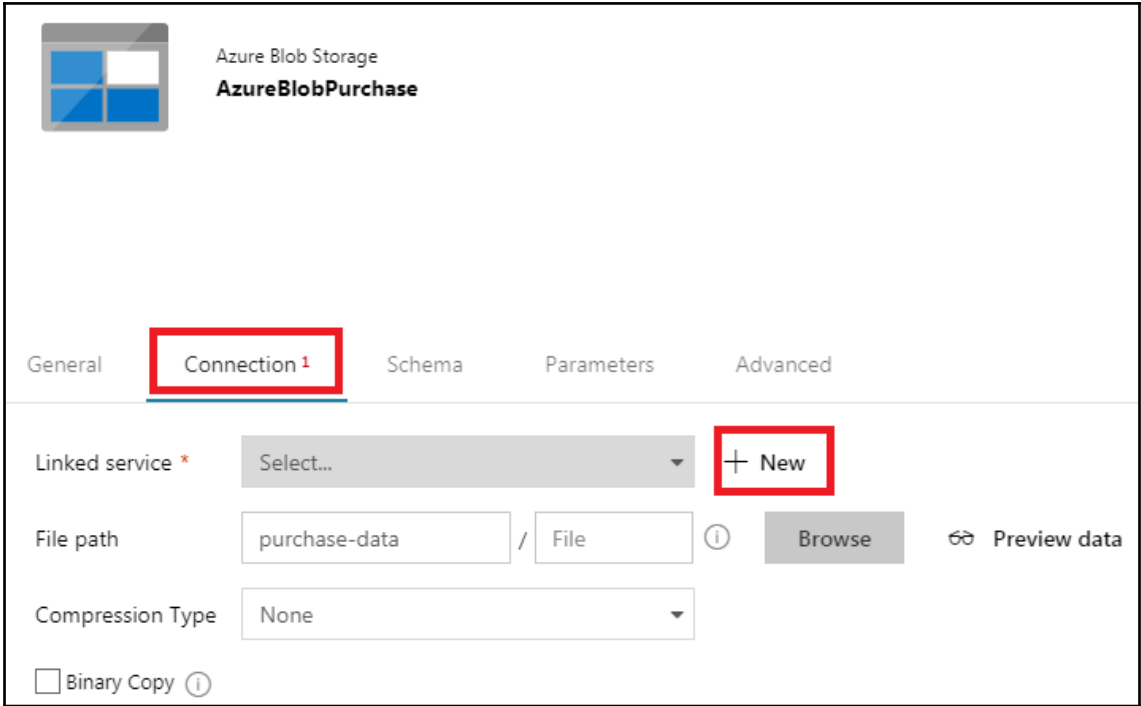 Azure Blob Storage
AzureBlobPurchase
General Connection 1 Schema Parameters Advanced
Linked service * Select... + New
File path purchase-data / File Browse Preview data
Compression Type None
Binary Copy